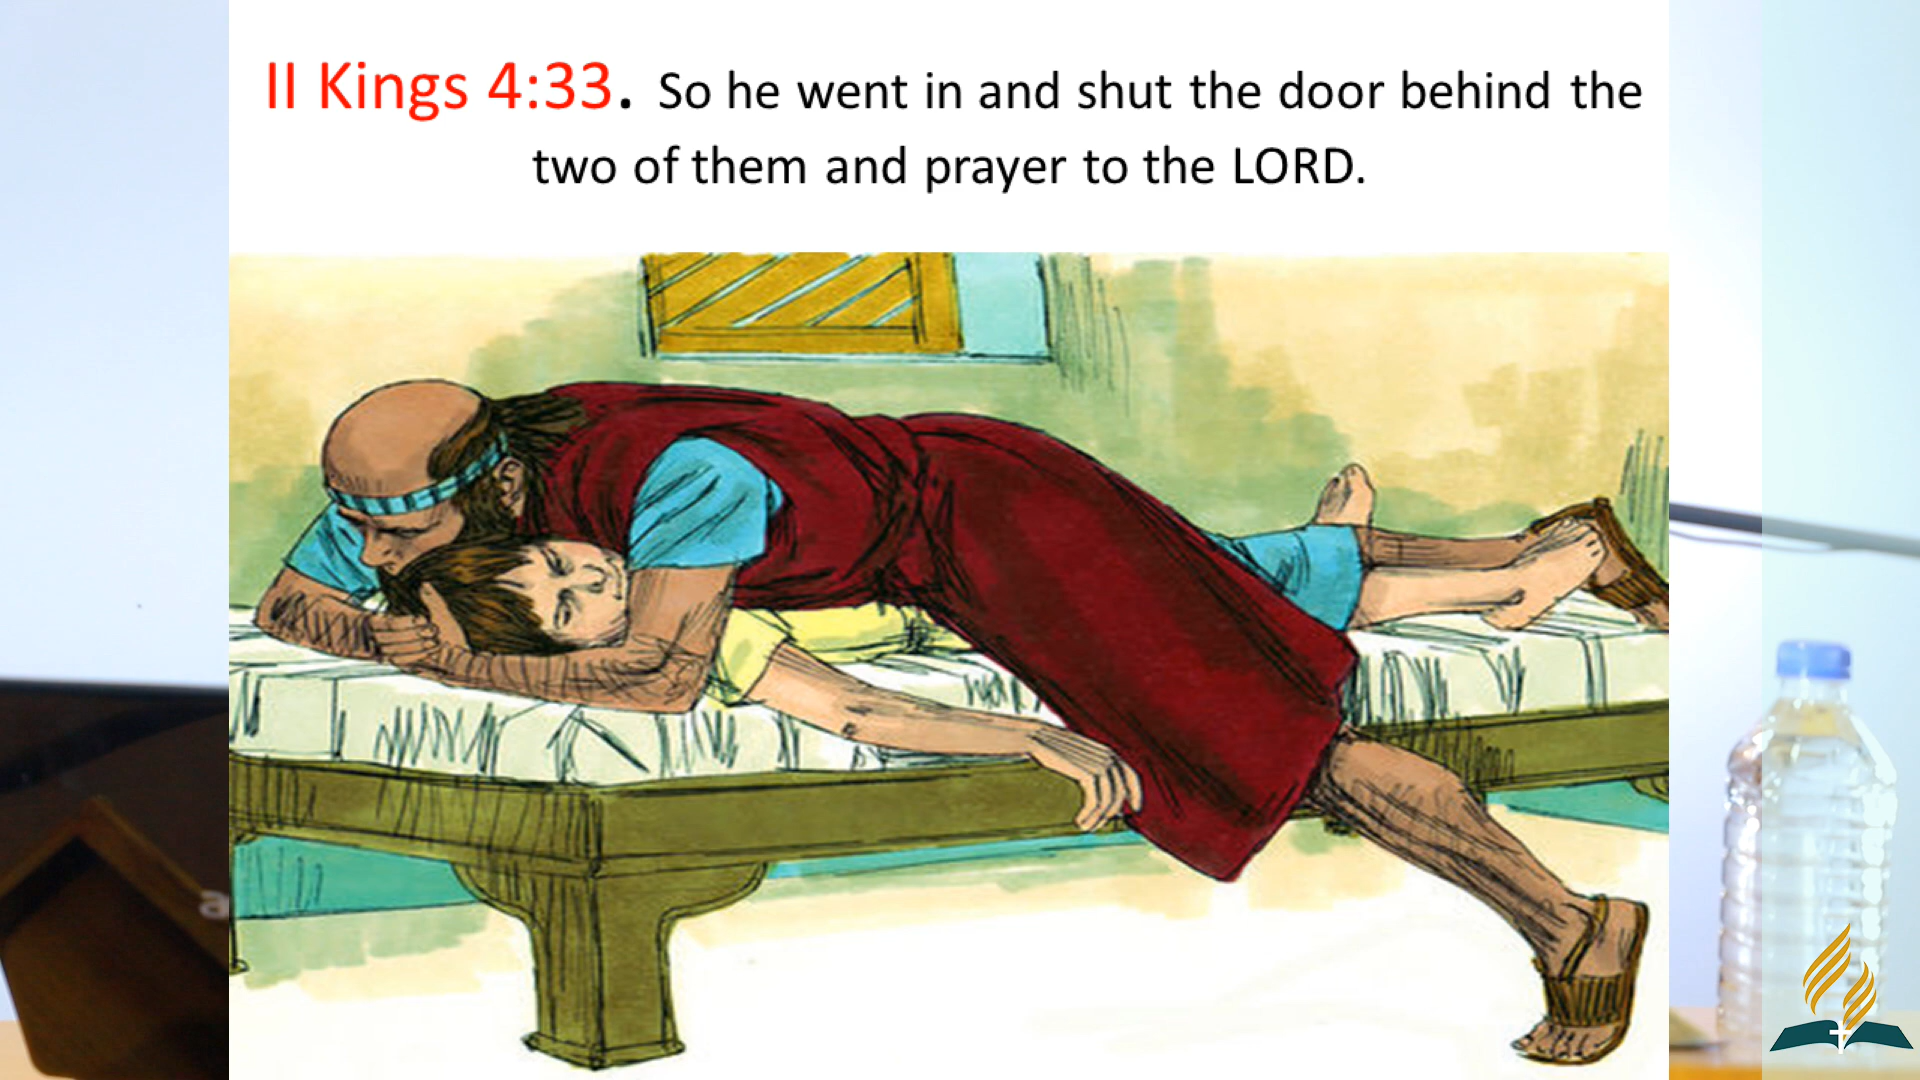 II Kings 4:33. So he went in and shut the door behind the
two of them and prayer to the LORD.
a